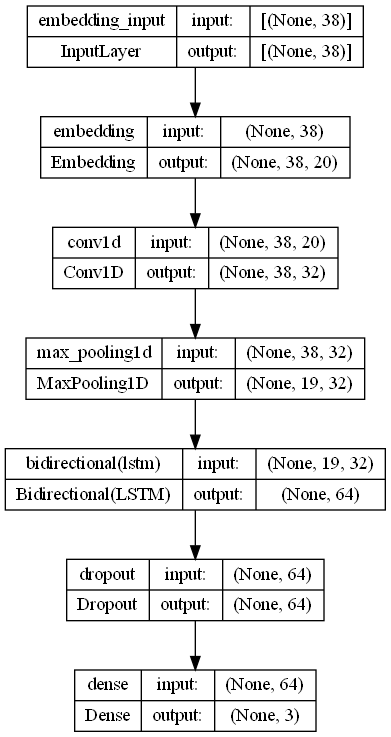 embedding_input input: [(None, 38)]
InputLayer output: [(None, 38)]
embedding input: (None, 38)
Embedding output: (None, 38, 20)
conv1d input: (None, 38, 20)
Conv1D output: (None, 38, 32)
max_pooling1d input: (None, 38, 32)
MaxPooling1D output: (None, 19, 32)
bidirectional(lstm) input: (None, 19, 32)
Bidirectional(LSTM) output: (None, 64)
dropout input: (None, 64)
Dropout output: (None, 64)
dense input: (None, 64)
Dense output: (None, 3)